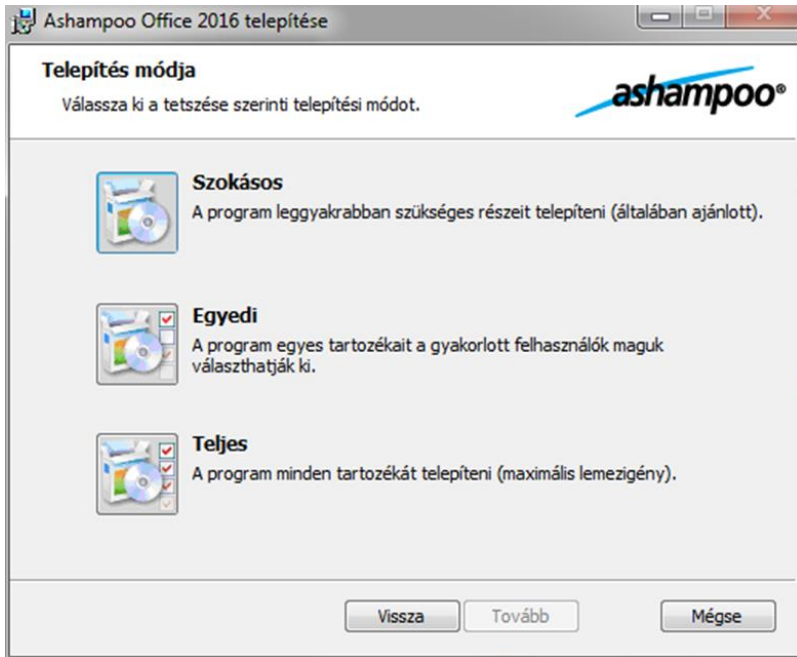 Ashampoo Office 2016 telepítése
Telepítés módja
Válassza ki a tetszése szerinti telepítési módot.
ashampoo®
Szokásos
A program leggyakrabban szükséges részeit telepíteni (általában ajánlott).
Egyedi
A program egyes tartozékait a gyakorlott felhasználók maguk
választhatják ki.
Teljes
A program minden tartozékát telepíteni (maximális lemezigény).
Vissza
Tovább
Mégse